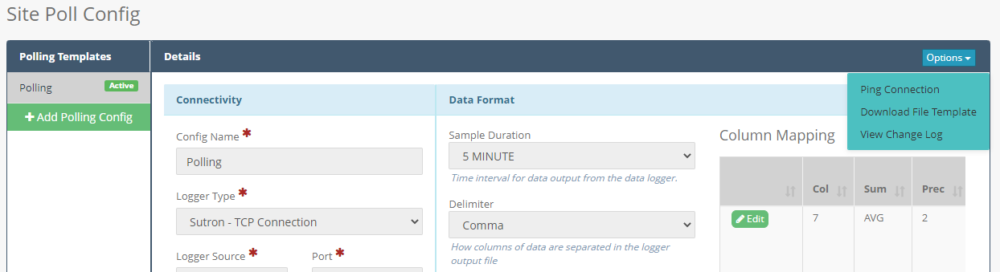 Site Poll Config
Polling Templates
Details
Options
Polling
Active
Add Polling Config
Ping Connection
Download File Template
View Change Log
Connectivity
Config Name *
Polling
Logger Type *
Sutron - TCP Connection
Logger Source *
Port *
Data Format
Sample Duration
5 MINUTE
Time interval for data output from the data logger.
Delimiter
Comma
How columns of data are separated in the logger
output file
Column Mapping
Col
Sum
Prec
Edit
7
AVG
2